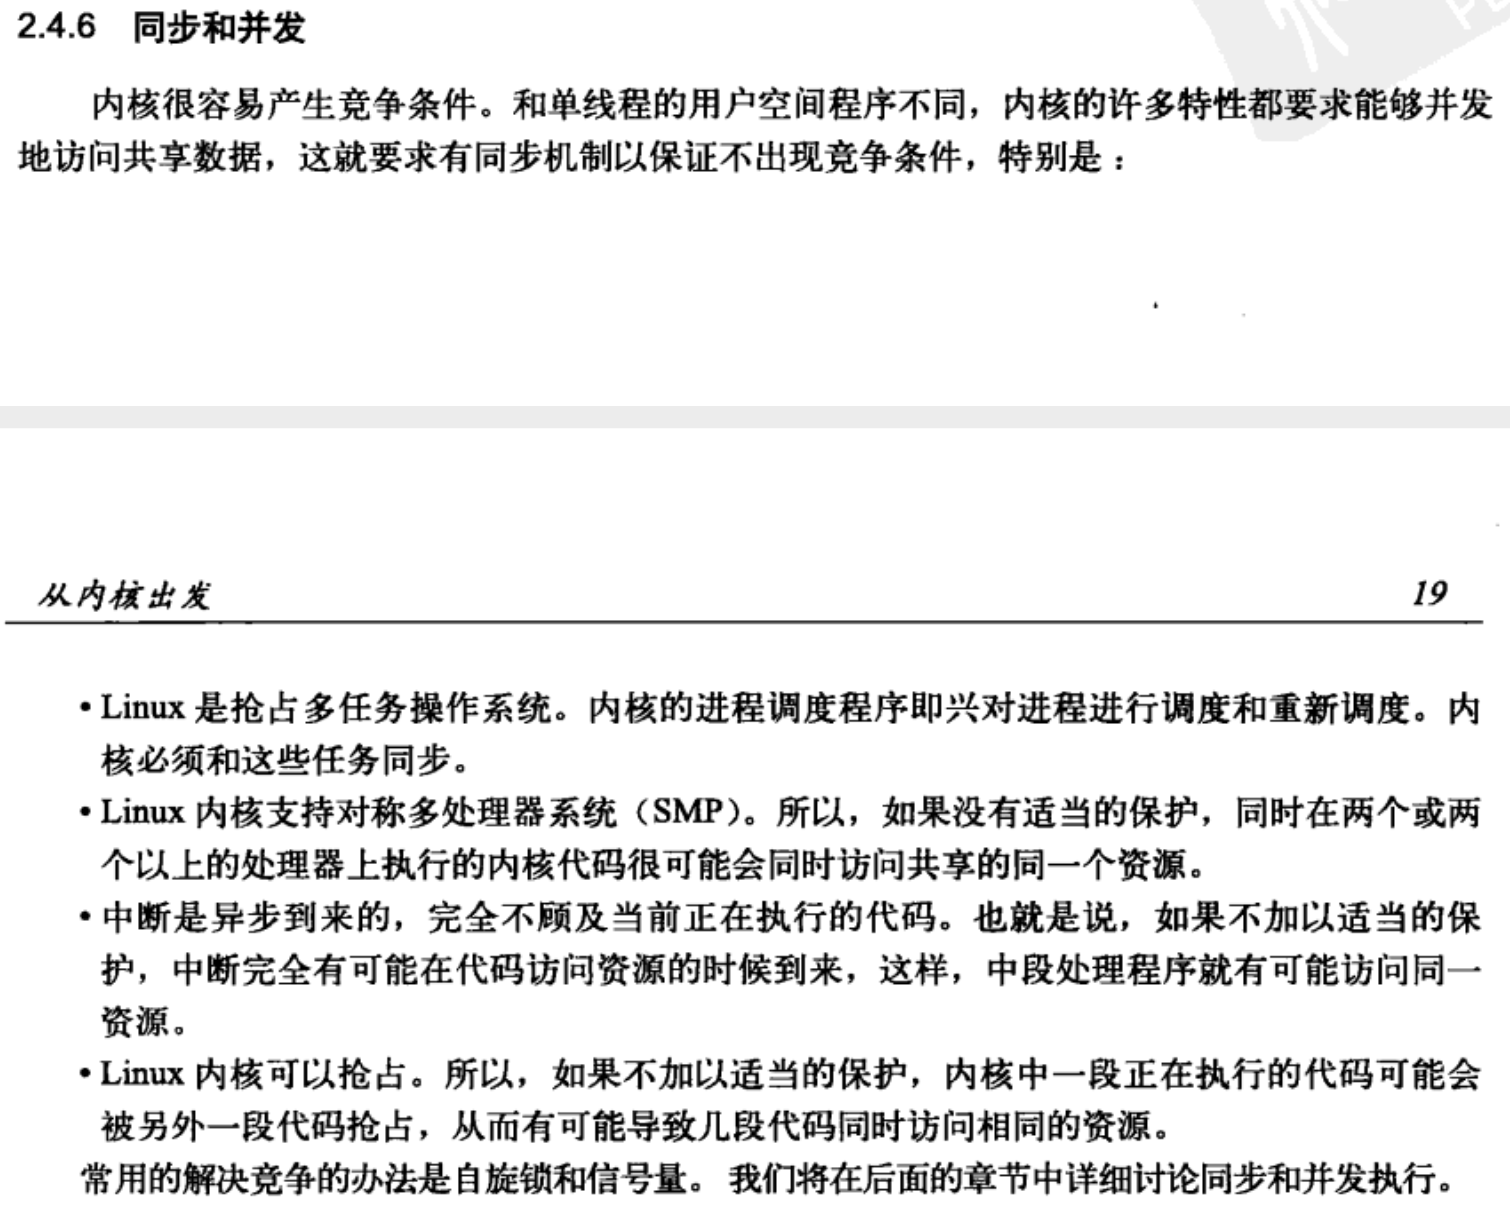 2.4.6 同步和并发
内核很容易产生竞争条件。和单线程的用户空间程序不同，内核的许多特性都要求能够并发
地访问共享数据，这就要求有同步机制以保证不出现竞争条件，特别是：
从内核出发 19
•Linux 是抢占多任务操作系统。内核的进程调度程序即兴对进程进行调度和重新调度。内
核必须和这些任务同步。
•Linux 内核支持对称多处理器系统（SMP）。所以，如果没有适当的保护，同时在两个或两
个以上的处理器上执行的内核代码很可能会同时访问共享的同一个资源。
•中断是异步到来的，完全不顾及当前正在执行的代码。也就是说，如果不加以适当的保
护，中断完全有可能在代码访问资源的时候到来，这样，中段处理程序就有可能访问同一
资源。
•Linux 内核可以抢占。所以，如果不加以适当的保护，内核中一段正在执行的代码可能会
被另外一段代码抢占，从而有可能导致几段代码同时访问相同的资源。
常用的解决竞争的办法是自旋锁和信号量。 我们将在后面的章节中详细讨论同步和并发执行。